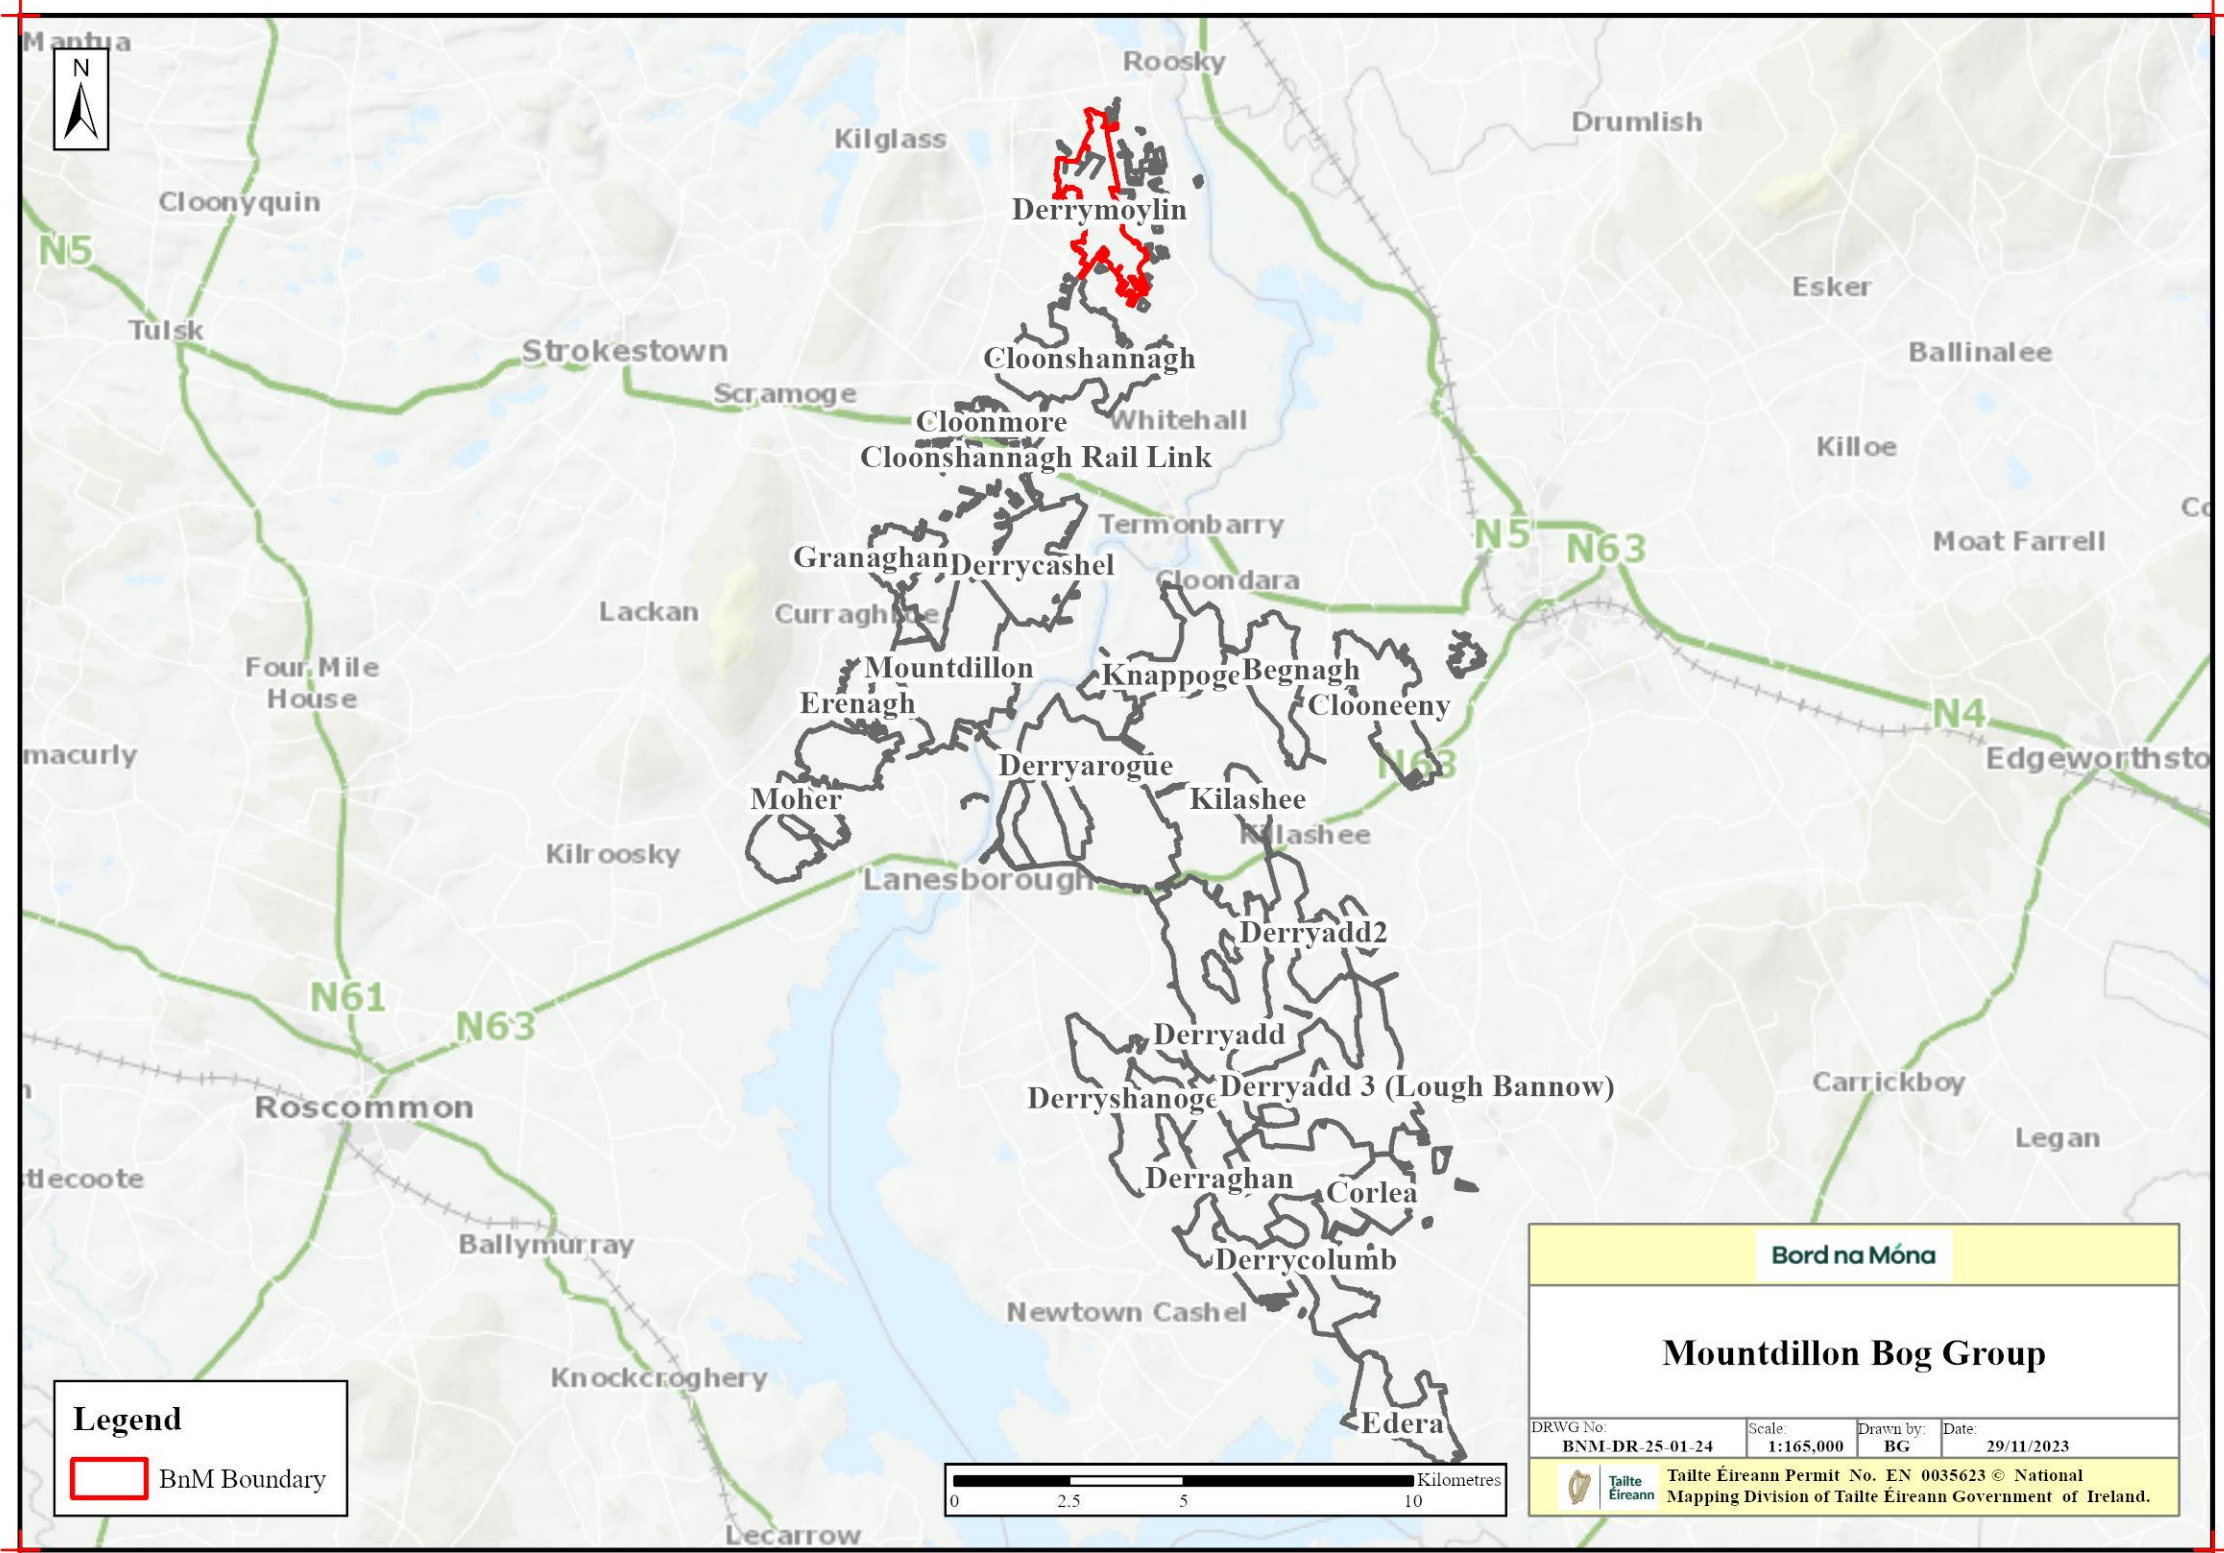 Mantua
N
Roosky
Drumlish
Kilglass
Cloonyquin
Derrymoylin
N5
Esker
Tulsk
Strokestown
Cloonshannagh
Ballinalee
Scramoge
Cloonmore
Whitehall
Killoe
Cloonshannagh Rail Link
Termonbarry
N5
N63
Moat Farrell
Granaghan
Derrycashel
Cloondara
Lackan
Four Mile
House
Mountdillon
Knappoge
Begnagh
Erenagh
Clooneeny
N4
macurly
Edgeworthsto
Derryarogue
N63
Moher
Kilashee
Killashee
Kilroosky
Lanesborough
Derryadd2
N61
N63
Derryadd
Derryadd 3 (Lough Bannow)
Derryshanoge
Carrickboy
Roscommon
Legan
Derraghan
Corlea
stlecoote
Ballymurray
Derrycolumb
Newtown Cashel
Knockcroghery
Edera
Lecarrow
Legend
BnM Boundary
Kilometres
0 2.5 5 10
Bord na Móna
Mountdillon Bog Group
DRWG No: Scale: Drawn by: Date:
BNM-DR-25-01-24 1:165,000 BG 29/11/2023
Tailte
Éireann
Tailte Éireann Permit No. EN 0035623 © National
Mapping Division of Tailte Éireann Government of Ireland.